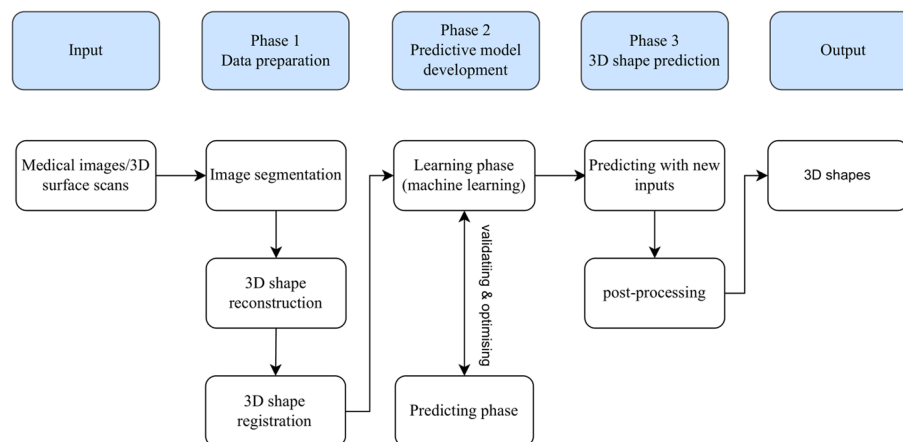 Input
Phase 1
Data preparation
Phase 2
Predictive model
development
Phase 3
3D shape prediction
Output
Medical images/3D
surface scans
Image segmentation
Learning phase
(machine learning)
Predicting with new
inputs
3D shapes
3D shape
reconstruction
validatiing & optimising
post-processing
3D shape
registration
Predicting phase